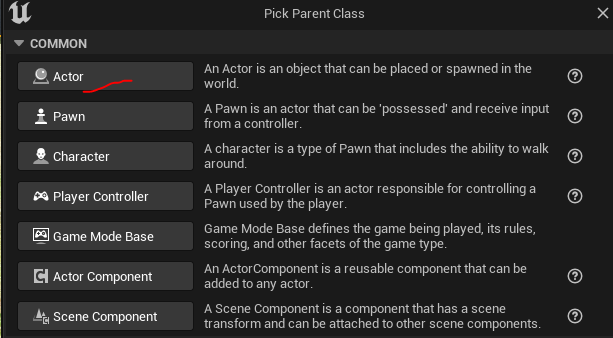 Pick Parent Class
COMMON
Actor
An Actor is an object that can be placed or spawned in the
world.
Pawn
A Pawn is an actor that can be 'possessed' and receive input
from a controller.
Character
A character is a type of Pawn that includes the ability to walk
around.
Player Controller
A Player Controller is an actor responsible for controlling a
Pawn used by the player.
Game Mode Base
Game Mode Base defines the game being played, its rules,
scoring, and other facets of the game type.
Actor Component
An ActorComponent is a reusable component that can be
added to any actor.
Scene Component
A Scene Component is a component that has a scene
transform and can be attached to other scene components.